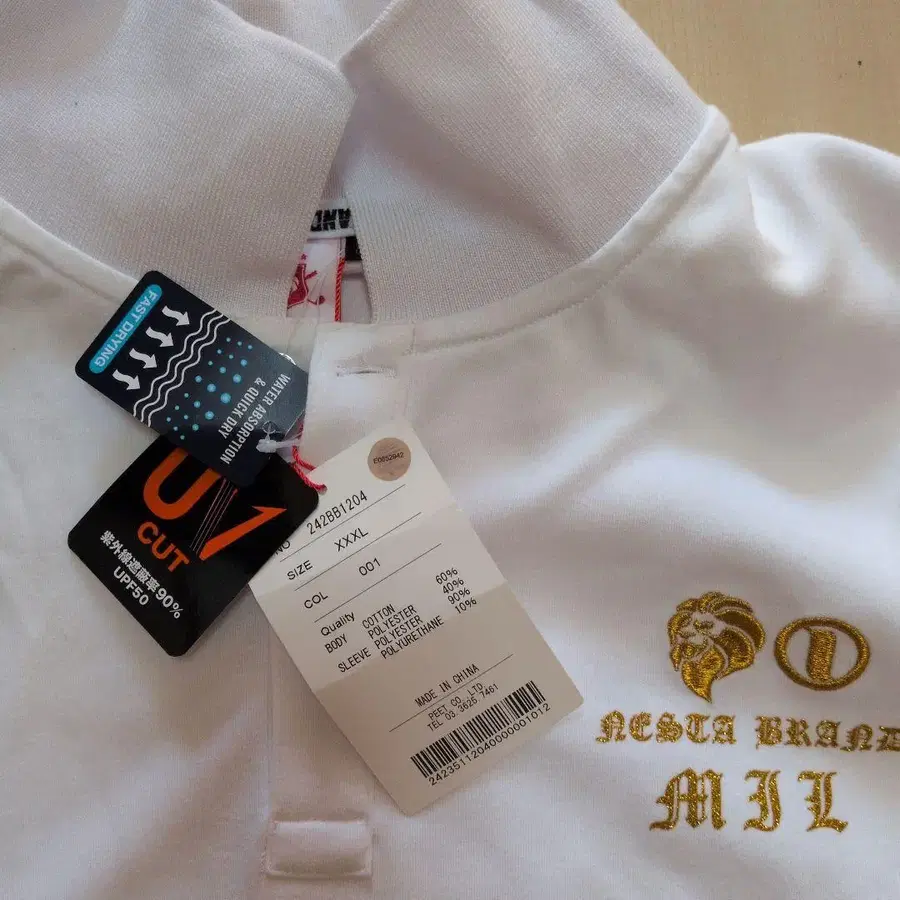 AND
FAST DRYING
WATER ABSORPTION
& QUICK DRY
CUT
紫外線遮蔽率90%
UPF50
E0852942
NO 242BB1204
SIZE XXXL
COL 001
Quality
BODY COTTON 60%
POLYESTER 40%
SLEEVE POLYESTER 90%
POLYURETHANE 10%
MADE IN CHINA
PEET CO.,LTD.
TEL 03.3625.7461
2423511204000001012
NESTA BRAND
MIL